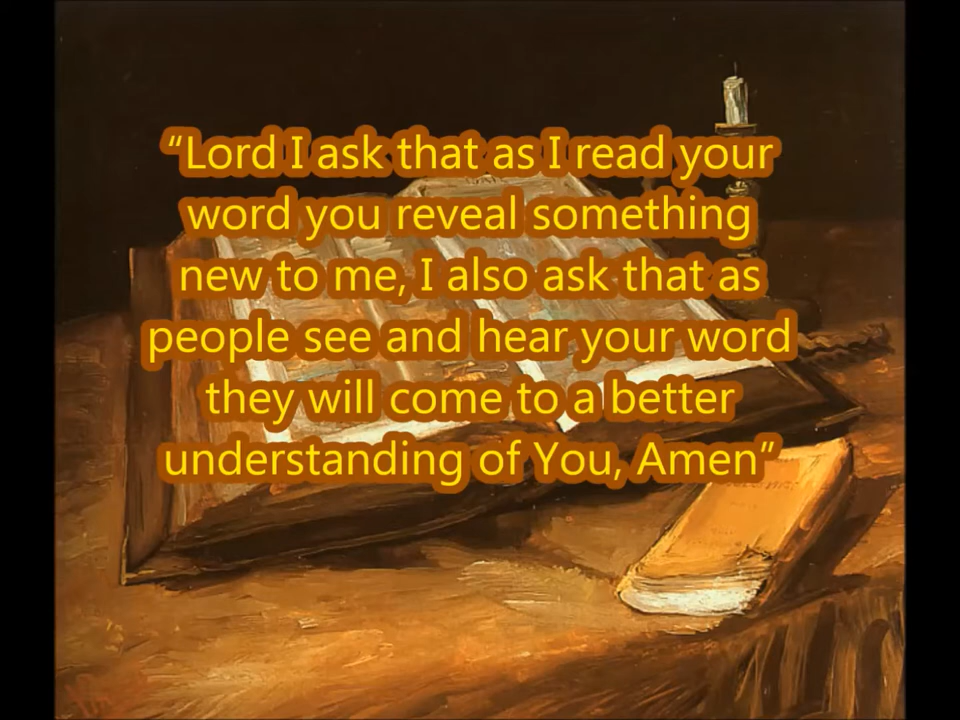 “Lord I ask that as I read your
word you reveal something
new to me, I also ask that as
people see and hear your word
they will come to a better
understanding of You, Amen”